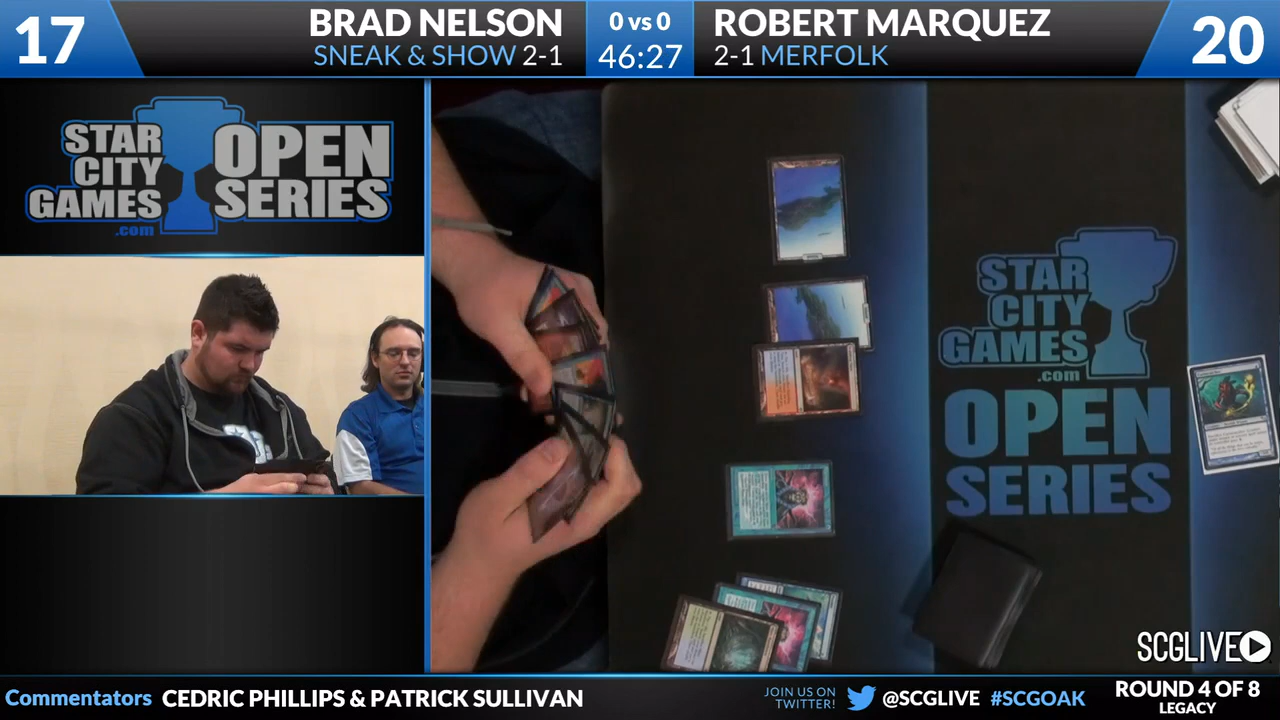 17
BRAD NELSON
SNEAK & SHOW 2-1
0 vs 0
46:27
ROBERT MARQUEZ
2-1 MERFOLK
20
STAR
CITY
GAMES
.com
OPEN
SERIES
STAR
CITY
GAMES
.com
OPEN
SERIES
SCGLIVE
Commentators CEDRIC PHILLIPS & PATRICK SULLIVAN
JOIN US ON
TWITTER!
@SCGLIVE #SCGOAK
ROUND 4 OF 8
LEGACY